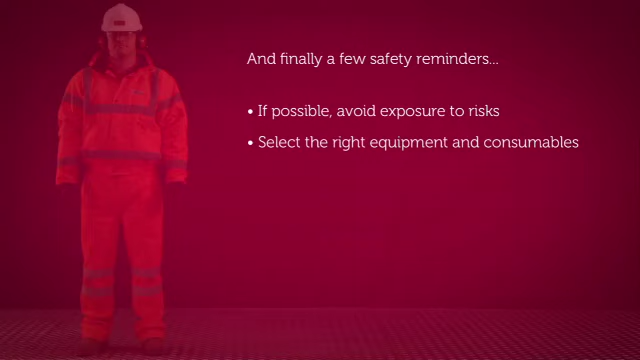 And finally a few safety reminders...
• If possible, avoid exposure to risks
• Select the right equipment and consumables